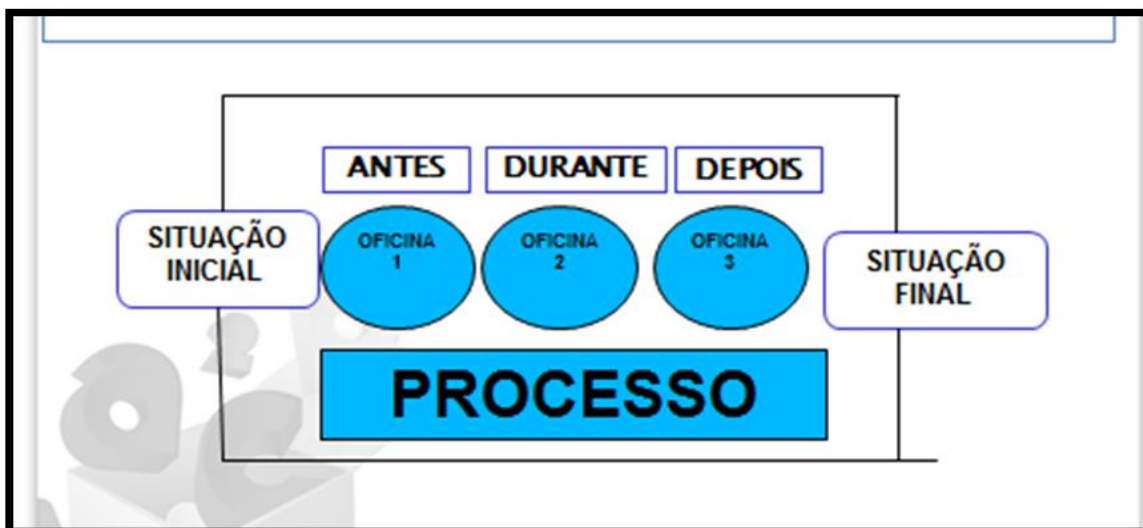 ANTES
DURANTE
DEPOIS
SITUAÇÃO
INICIAL
OFICINA
1
OFICINA
2
OFICINA
3
SITUAÇÃO
FINAL
PROCESSO